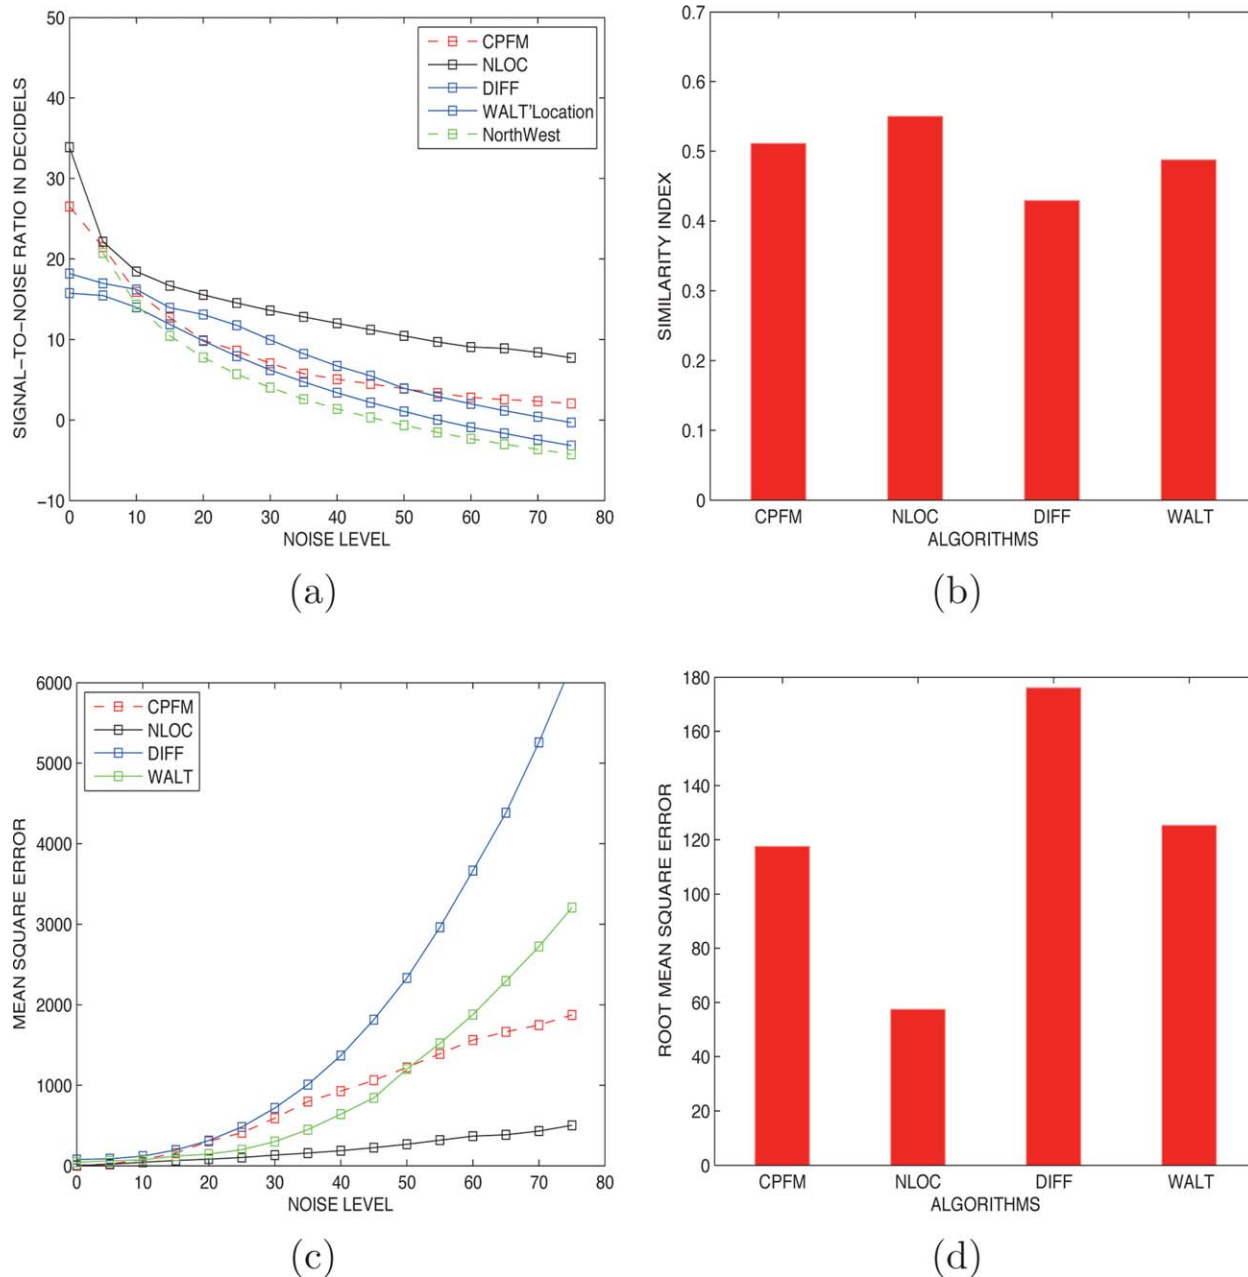 50
40
30
20
10
0
−10
SIGNAL−TO−NOISE RATIO IN DECIDELS
CPFM
NLOC
DIFF
WALT'Location
NorthWest
0 10 20 30 40 50 60 70 80
NOISE LEVEL
(a)
0.7
0.6
0.5
0.4
0.3
0.2
0.1
0
SIMILARITY INDEX
CPFM NLOC DIFF WALT
ALGORITHMS
(b)
6000
5000
4000
3000
2000
1000
0
MEAN SQUARE ERROR
CPFM
NLOC
DIFF
WALT
0 10 20 30 40 50 60 70 80
NOISE LEVEL
(c)
180
160
140
120
100
80
60
40
20
0
ROOT MEAN SQUARE ERROR
CPFM NLOC DIFF WALT
ALGORITHMS
(d)